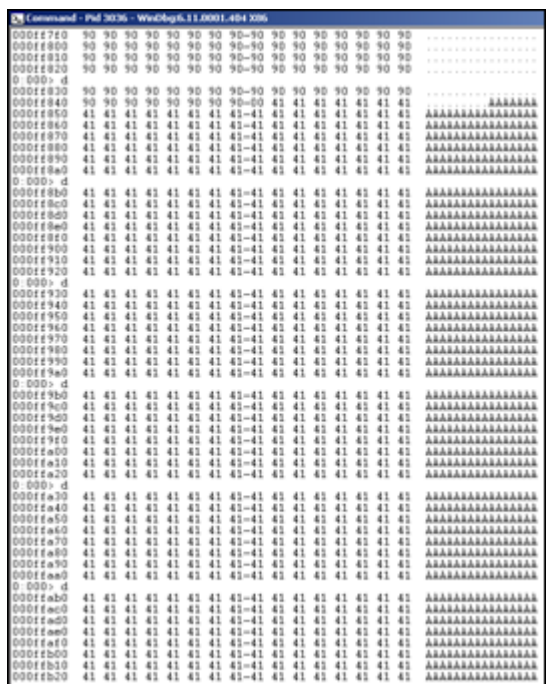 Command - Pid 3036 - WinDbg:6.11.0001.404 X86
000ff7f0 90 90 90 90 90 90 90 90-90 90 90 90 90 90 90 90 ................
000ff800 90 90 90 90 90 90 90 90-90 90 90 90 90 90 90 90 ................
000ff810 90 90 90 90 90 90 90 90-90 90 90 90 90 90 90 90 ................
000ff820 90 90 90 90 90 90 90 90-90 90 90 90 90 90 90 90 ................
0:000> d
000ff830 90 90 90 90 90 90 90 90-90 90 90 90 90 90 90 90 ................
000ff840 90 90 90 90 90 90 90 90-00 41 41 41 41 41 41 41 .........AAAAAAA
000ff850 41 41 41 41 41 41 41 41-41 41 41 41 41 41 41 41 AAAAAAAAAAAAAAAA
000ff860 41 41 41 41 41 41 41 41-41 41 41 41 41 41 41 41 AAAAAAAAAAAAAAAA
000ff870 41 41 41 41 41 41 41 41-41 41 41 41 41 41 41 41 AAAAAAAAAAAAAAAA
000ff880 41 41 41 41 41 41 41 41-41 41 41 41 41 41 41 41 AAAAAAAAAAAAAAAA
000ff890 41 41 41 41 41 41 41 41-41 41 41 41 41 41 41 41 AAAAAAAAAAAAAAAA
000ff8a0 41 41 41 41 41 41 41 41-41 41 41 41 41 41 41 41 AAAAAAAAAAAAAAAA
0:000> d
000ff8b0 41 41 41 41 41 41 41 41-41 41 41 41 41 41 41 41 AAAAAAAAAAAAAAAA
000ff8c0 41 41 41 41 41 41 41 41-41 41 41 41 41 41 41 41 AAAAAAAAAAAAAAAA
000ff8d0 41 41 41 41 41 41 41 41-41 41 41 41 41 41 41 41 AAAAAAAAAAAAAAAA
000ff8e0 41 41 41 41 41 41 41 41-41 41 41 41 41 41 41 41 AAAAAAAAAAAAAAAA
000ff8f0 41 41 41 41 41 41 41 41-41 41 41 41 41 41 41 41 AAAAAAAAAAAAAAAA
000ff900 41 41 41 41 41 41 41 41-41 41 41 41 41 41 41 41 AAAAAAAAAAAAAAAA
000ff910 41 41 41 41 41 41 41 41-41 41 41 41 41 41 41 41 AAAAAAAAAAAAAAAA
000ff920 41 41 41 41 41 41 41 41-41 41 41 41 41 41 41 41 AAAAAAAAAAAAAAAA
0:000> d
000ff930 41 41 41 41 41 41 41 41-41 41 41 41 41 41 41 41 AAAAAAAAAAAAAAAA
000ff940 41 41 41 41 41 41 41 41-41 41 41 41 41 41 41 41 AAAAAAAAAAAAAAAA
000ff950 41 41 41 41 41 41 41 41-41 41 41 41 41 41 41 41 AAAAAAAAAAAAAAAA
000ff960 41 41 41 41 41 41 41 41-41 41 41 41 41 41 41 41 AAAAAAAAAAAAAAAA
000ff970 41 41 41 41 41 41 41 41-41 41 41 41 41 41 41 41 AAAAAAAAAAAAAAAA
000ff980 41 41 41 41 41 41 41 41-41 41 41 41 41 41 41 41 AAAAAAAAAAAAAAAA
000ff990 41 41 41 41 41 41 41 41-41 41 41 41 41 41 41 41 AAAAAAAAAAAAAAAA
000ff9a0 41 41 41 41 41 41 41 41-41 41 41 41 41 41 41 41 AAAAAAAAAAAAAAAA
0:000> d
000ff9b0 41 41 41 41 41 41 41 41-41 41 41 41 41 41 41 41 AAAAAAAAAAAAAAAA
000ff9c0 41 41 41 41 41 41 41 41-41 41 41 41 41 41 41 41 AAAAAAAAAAAAAAAA
000ff9d0 41 41 41 41 41 41 41 41-41 41 41 41 41 41 41 41 AAAAAAAAAAAAAAAA
000ff9e0 41 41 41 41 41 41 41 41-41 41 41 41 41 41 41 41 AAAAAAAAAAAAAAAA
000ff9f0 41 41 41 41 41 41 41 41-41 41 41 41 41 41 41 41 AAAAAAAAAAAAAAAA
000ffa00 41 41 41 41 41 41 41 41-41 41 41 41 41 41 41 41 AAAAAAAAAAAAAAAA
000ffa10 41 41 41 41 41 41 41 41-41 41 41 41 41 41 41 41 AAAAAAAAAAAAAAAA
000ffa20 41 41 41 41 41 41 41 41-41 41 41 41 41 41 41 41 AAAAAAAAAAAAAAAA
0:000> d
000ffa30 41 41 41 41 41 41 41 41-41 41 41 41 41 41 41 41 AAAAAAAAAAAAAAAA
000ffa40 41 41 41 41 41 41 41 41-41 41 41 41 41 41 41 41 AAAAAAAAAAAAAAAA
000ffa50 41 41 41 41 41 41 41 41-41 41 41 41 41 41 41 41 AAAAAAAAAAAAAAAA
000ffa60 41 41 41 41 41 41 41 41-41 41 41 41 41 41 41 41 AAAAAAAAAAAAAAAA
000ffa70 41 41 41 41 41 41 41 41-41 41 41 41 41 41 41 41 AAAAAAAAAAAAAAAA
000ffa80 41 41 41 41 41 41 41 41-41 41 41 41 41 41 41 41 AAAAAAAAAAAAAAAA
000ffa90 41 41 41 41 41 41 41 41-41 41 41 41 41 41 41 41 AAAAAAAAAAAAAAAA
000ffaa0 41 41 41 41 41 41 41 41-41 41 41 41 41 41 41 41 AAAAAAAAAAAAAAAA
0:000> d
000ffab0 41 41 41 41 41 41 41 41-41 41 41 41 41 41 41 41 AAAAAAAAAAAAAAAA
000ffac0 41 41 41 41 41 41 41 41-41 41 41 41 41 41 41 41 AAAAAAAAAAAAAAAA
000ffad0 41 41 41 41 41 41 41 41-41 41 41 41 41 41 41 41 AAAAAAAAAAAAAAAA
000ffae0 41 41 41 41 41 41 41 41-41 41 41 41 41 41 41 41 AAAAAAAAAAAAAAAA
000ffaf0 41 41 41 41 41 41 41 41-41 41 41 41 41 41 41 41 AAAAAAAAAAAAAAAA
000ffb00 41 41 41 41 41 41 41 41-41 41 41 41 41 41 41 41 AAAAAAAAAAAAAAAA
000ffb10 41 41 41 41 41 41 41 41-41 41 41 41 41 41 41 41 AAAAAAAAAAAAAAAA
000ffb20 41 41 41 41 41 41 41 41-41 41 41 41 41 41 41 41 AAAAAAAAAAAAAAAA